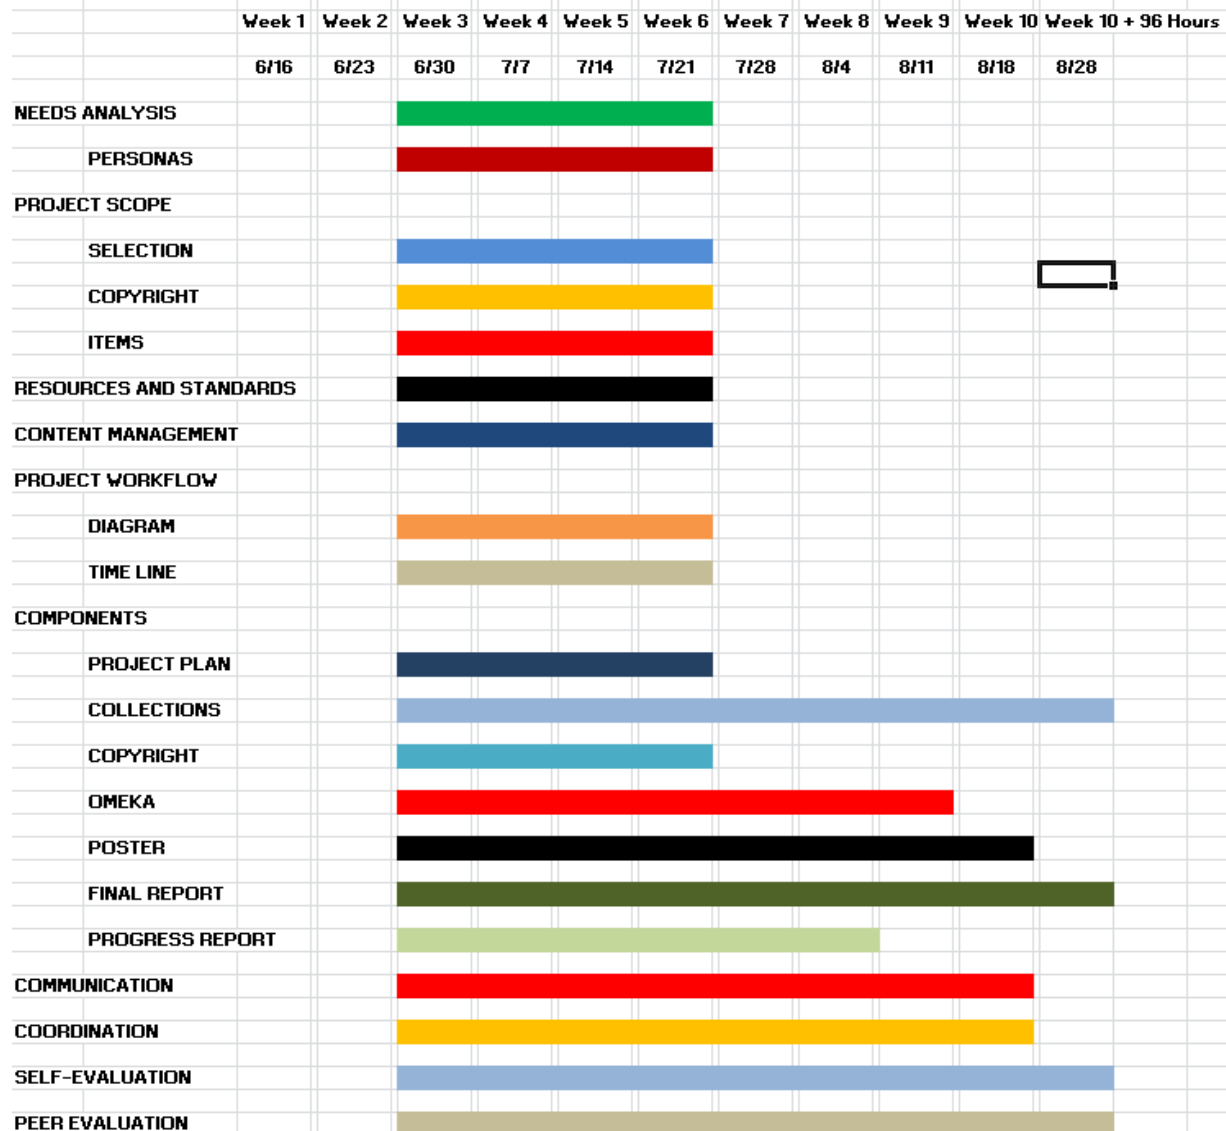 Week 1 Week 2 Week 3 Week 4 Week 5 Week 6 Week 7 Week 8 Week 9 Week 10 Week 10 + 96 Hours
6/16 6/23 6/30 7/7 7/14 7/21 7/28 8/4 8/11 8/18 8/28
NEEDS ANALYSIS
PERSONAS
PROJECT SCOPE
SELECTION
COPYRIGHT
ITEMS
RESOURCES AND STANDARDS
CONTENT MANAGEMENT
PROJECT WORKFLOW
DIAGRAM
TIME LINE
COMPONENTS
PROJECT PLAN
COLLECTIONS
COPYRIGHT
OMEKA
POSTER
FINAL REPORT
PROGRESS REPORT
COMMUNICATION
COORDINATION
SELF-EVALUATION
PEER EVALUATION